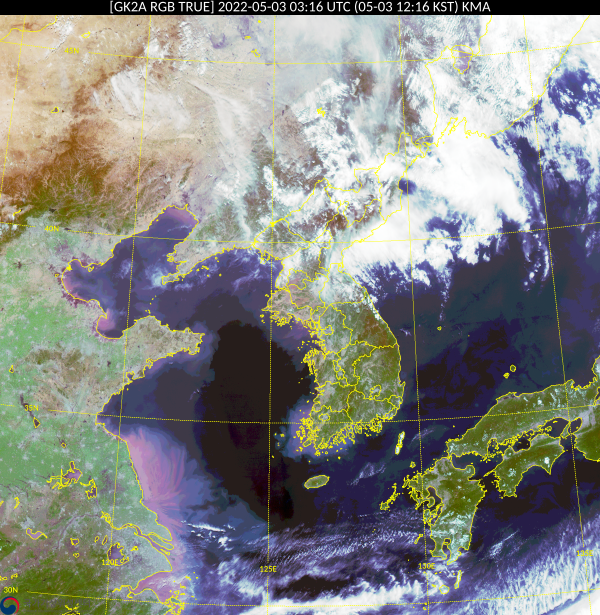 [GK2A RGB TRUE] 2022-05-03 03:16 UTC (05-03 12:16 KST) KMA
40N
35N
120E
125E
130E
30N